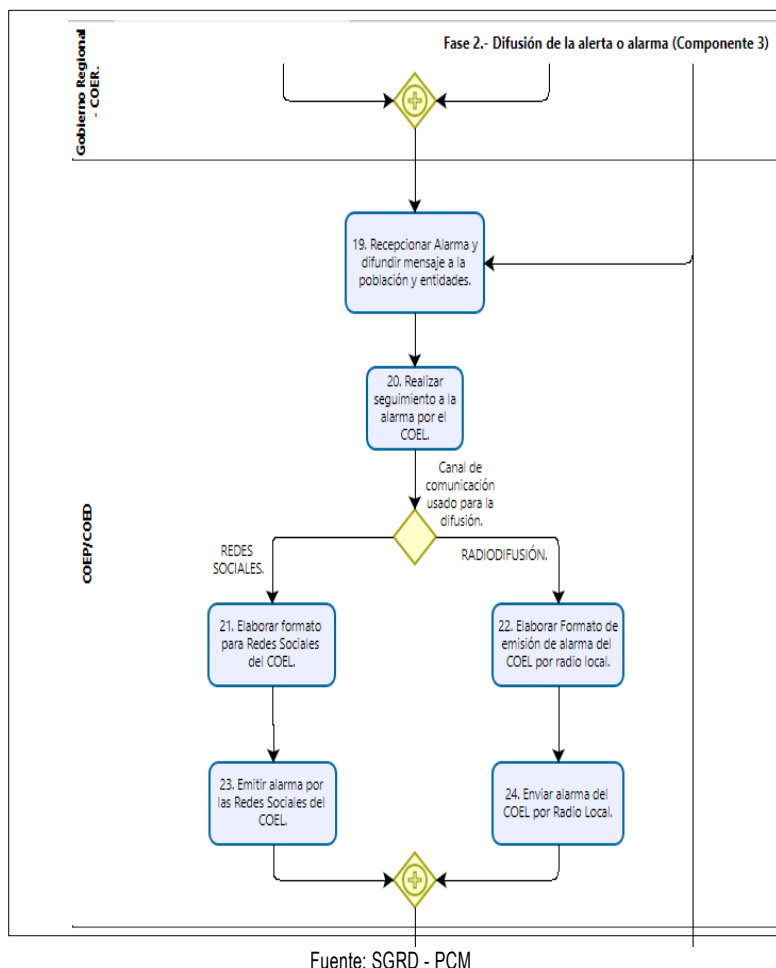 Fase 2.- Difusión de la alerta o alarma (Componente 3)
Gobierno Regional
- COER.
19. Recepcionar Alarma y
difundir mensaje a la
población y entidades.
20. Realizar
seguimiento a la
alarma por el
COEL.
Canal de
comunicación
usado para la
difusión.
COEP/COED
REDES
SOCIALES.
RADIODIFUSIÓN.
21. Elaborar formato
para Redes Sociales
del COEL.
22. Elaborar Formato de
emisión de alarma del
COEL por radio local.
23. Emitir alarma por
las Redes Sociales del
COEL.
24. Enviar alarma del
COEL por Radio Local.
Fuente: SGRD - PCM